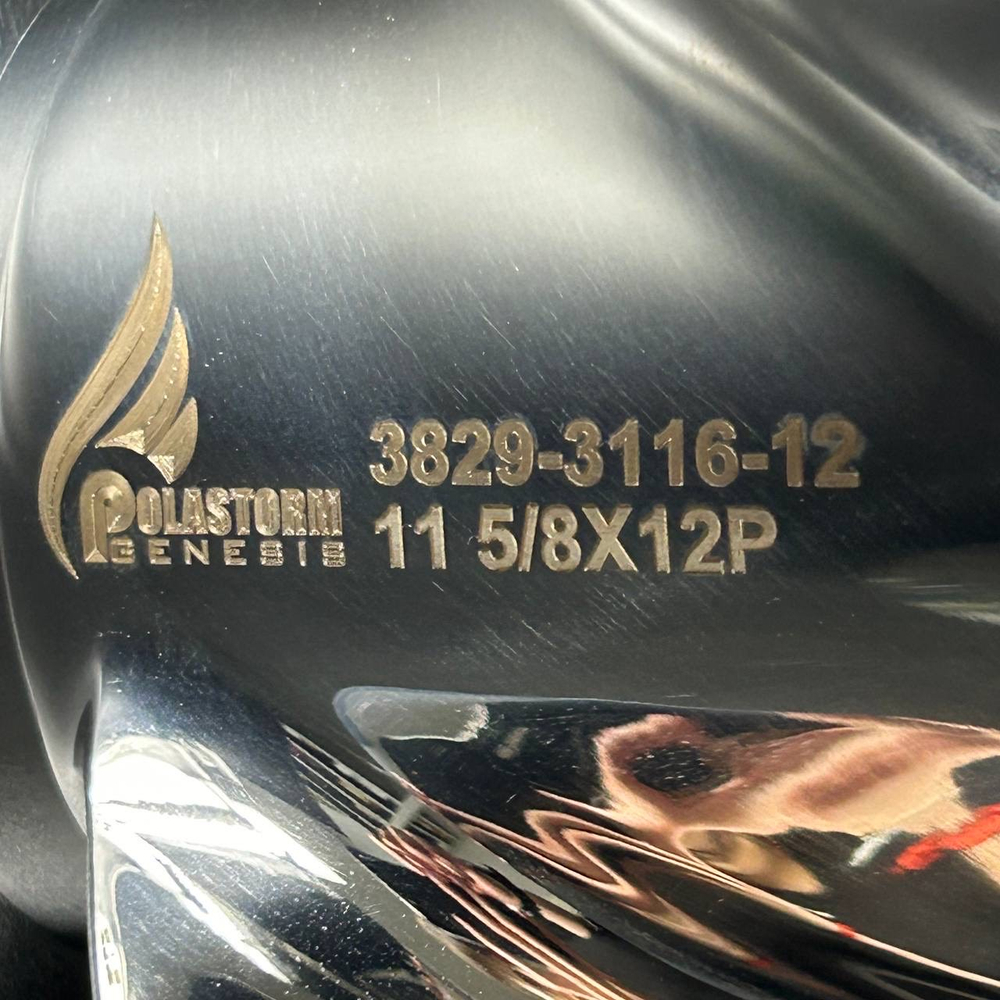 POLASTORM
GENESIS
3829-3116-12
11 5/8X12P